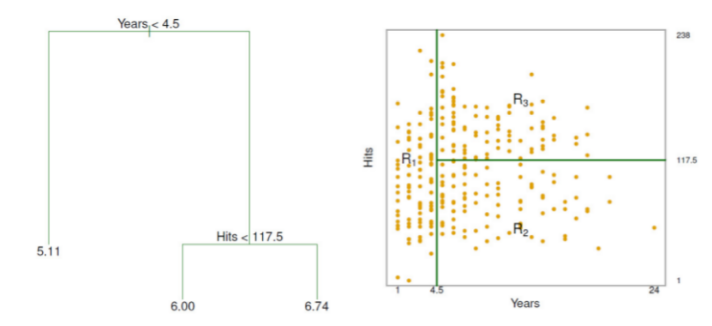 Years < 4.5
Hits < 117.5
5.11
6.00
6.74
238
R3
Hits
R1
117.5
R2
1
1
4.5
24
Years